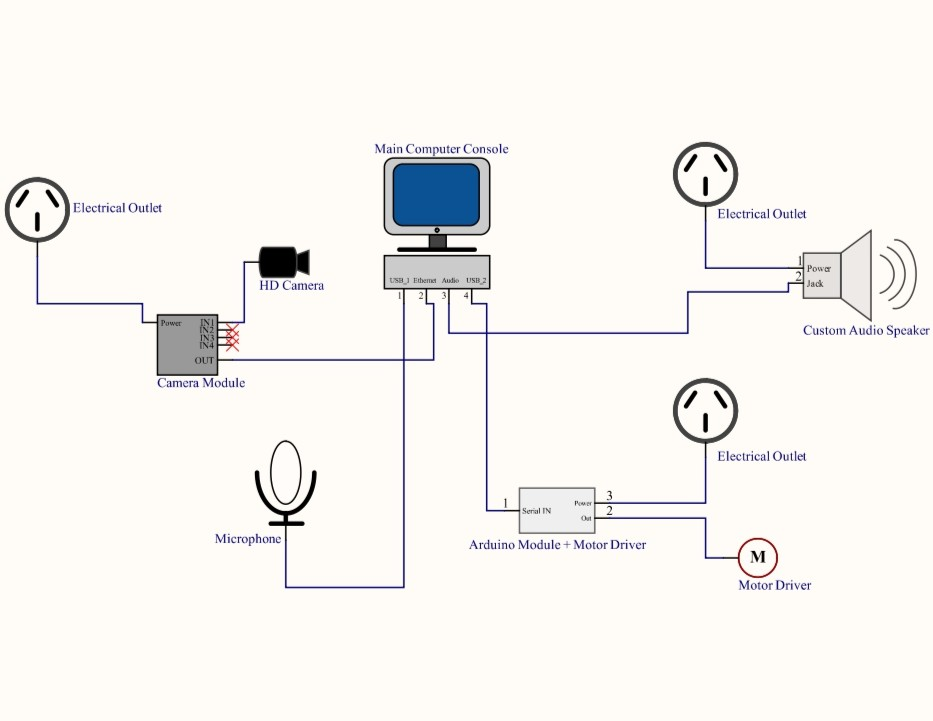 Main Computer Console
Electrical Outlet
Electrical Outlet
HD Camera
USB_1 Ethernet Audio USB_2
1 2 3 4
1 Power
2 Jack
Custom Audio Speaker
Power IN1
IN2
IN3
IN4
OUT
Camera Module
Electrical Outlet
Microphone
1 Serial IN
Power 3
Out 2
Arduino Module + Motor Driver
M
Motor Driver